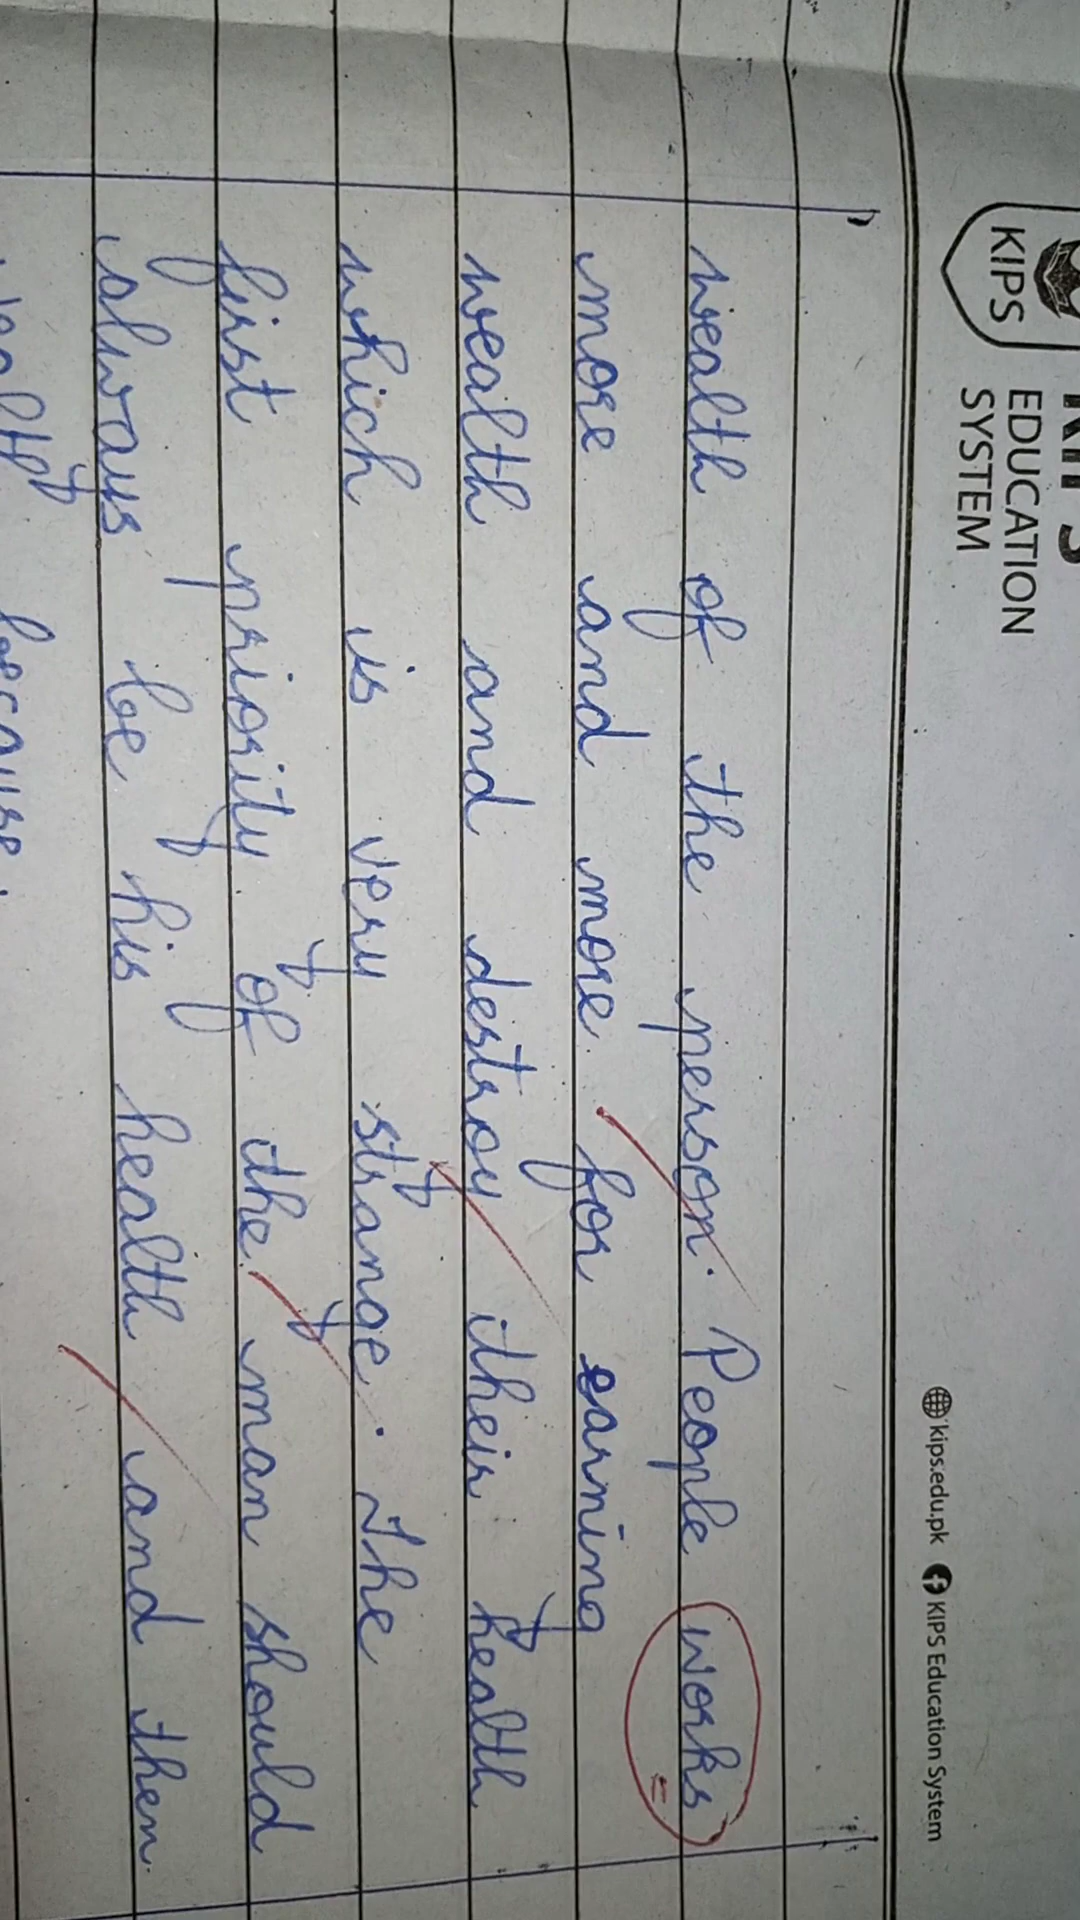 KIPS
KIPS
EDUCATION
SYSTEM
kips.edu.pk KIPS Education System
wealth of the person. People works
more and more for earning
wealth and destroy their health
which is very strange. The
first priority of the man should
always be his health and then
because